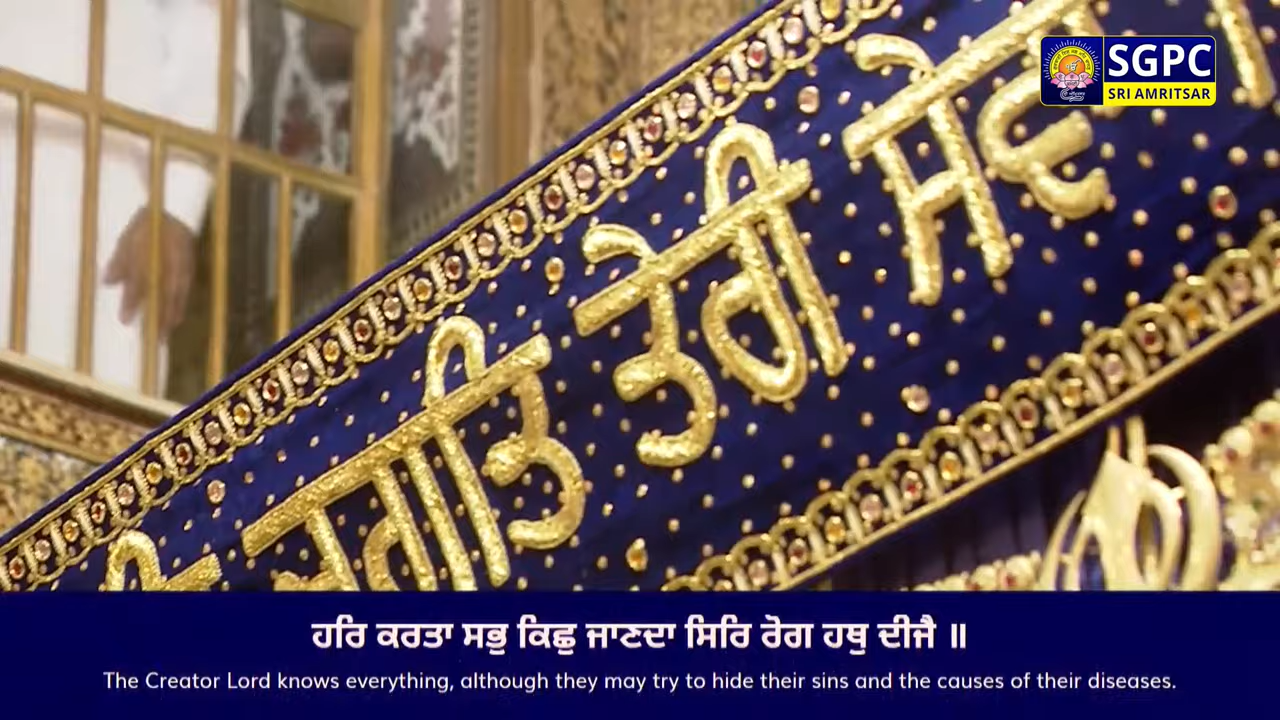 SGPC
SRI AMRITSAR
ਤੇਰੀ
ਹਰਿ ਕਰਤਾ ਸਭੁ ਕਿਛੁ ਜਾਣਦਾ ਸਿਰਿ ਰੋਗ ਹਥੁ ਦੀਜੈ ॥
The Creator Lord knows everything, although they may try to hide their sins and the causes of their diseases.